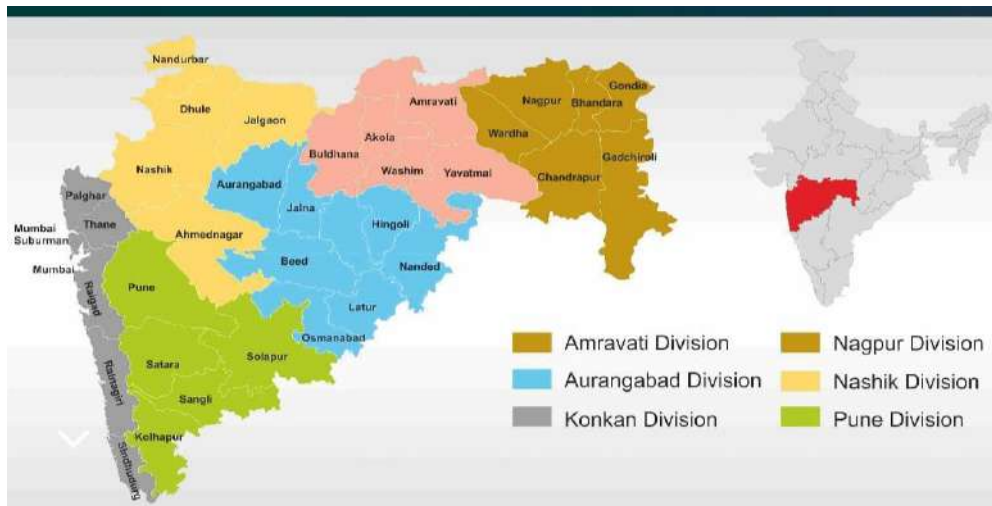 Nandurbar
Dhule
Jalgaon
Nashik
Ahmednagar
Amravati
Akola
Buldhana
Washim
Yavatmal
Nagpur
Bhandara
Gondia
Wardha
Gadchiroli
Chandrapur
Aurangabad
Jalna
Hingoli
Beed
Nanded
Latur
Osmanabad
Palghar
Thane
Mumbai
Suburman
Mumbai
Raigad
Ratnagiri
Sindhudurg
Pune
Satara
Solapur
Sangli
Kolhapur
Amravati Division
Nagpur Division
Aurangabad Division
Nashik Division
Konkan Division
Pune Division